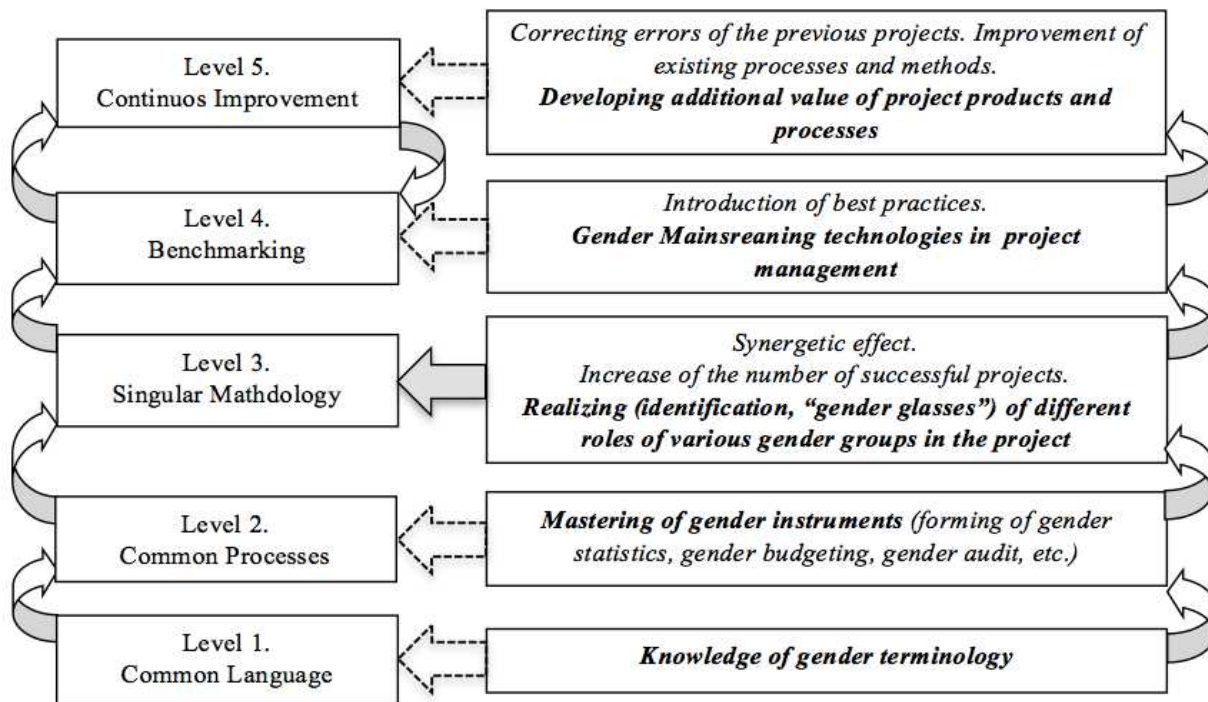 Level 5.
Continuos Improvement
Correcting errors of the previous projects. Improvement of
existing processes and methods.
Developing additional value of project products and
processes
Level 4.
Benchmarking
Introduction of best practices.
Gender Mainsreaning technologies in project
management
Level 3.
Singular Mathdology
Synergetic effect.
Increase of the number of successful projects.
Realizing (identification, “gender glasses”) of different
roles of various gender groups in the project
Level 2.
Common Processes
Mastering of gender instruments (forming of gender
statistics, gender budgeting, gender audit, etc.)
Level 1.
Common Language
Knowledge of gender terminology